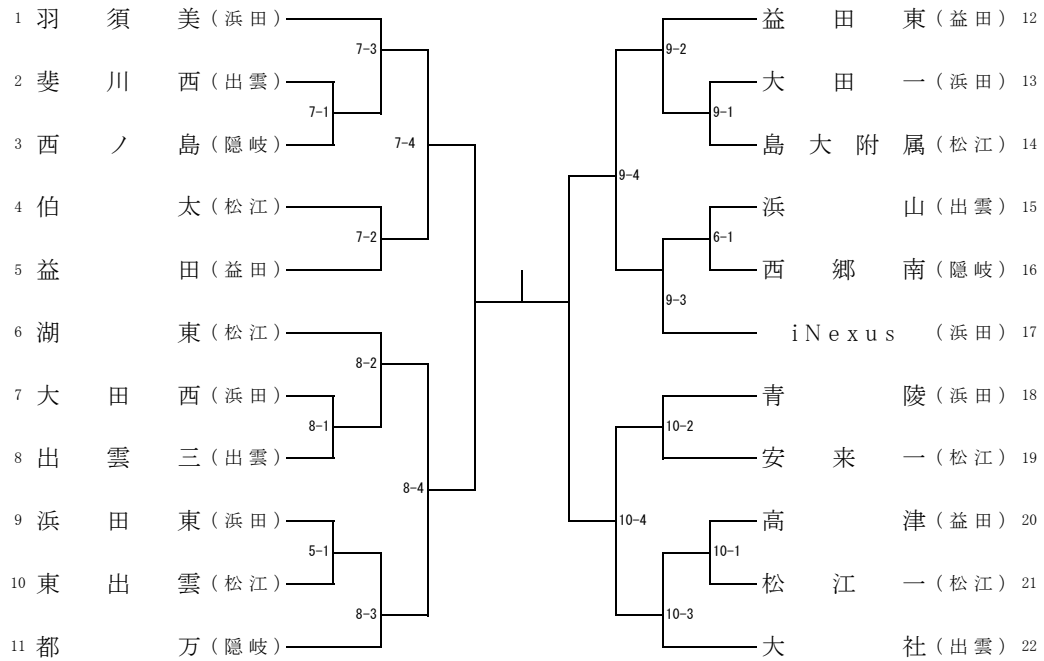 1 羽須美（浜田）
7-3
2 斐川西（出雲）
7-1
3 西ノ島（隠岐）
7-4
4 伯太（松江）
7-2
5 益田（益田）
6 湖東（松江）
8-2
7 大田西（浜田）
8-1
8 出雲三（出雲）
8-4
9 浜田東（浜田）
5-1
10 東出雲（松江）
8-3
11 都万（隠岐）
益田東（益田） 12
9-2
大田一（浜田） 13
9-1
島大附属（松江） 14
9-4
浜山（出雲） 15
6-1
西郷南（隠岐） 16
9-3
iNexus（浜田） 17
青陵（浜田） 18
10-2
安来一（松江） 19
10-4
高津（益田） 20
10-1
松江一（松江） 21
10-3
大社（出雲） 22